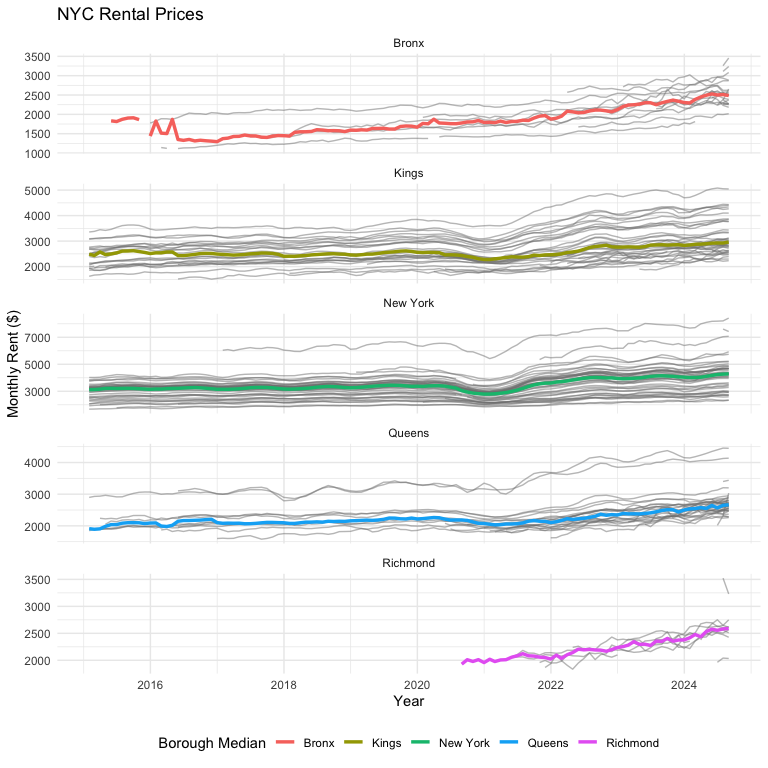 NYC Rental Prices
Bronx
3500
3000
2500
2000
1500
1000
Kings
5000
4000
3000
2000
New York
7000
5000
3000
Queens
4000
3000
2000
Richmond
3500
3000
2500
2000
Monthly Rent ($)
2016 2018 2020 2022 2024
Year
Borough Median Bronx Kings New York Queens Richmond